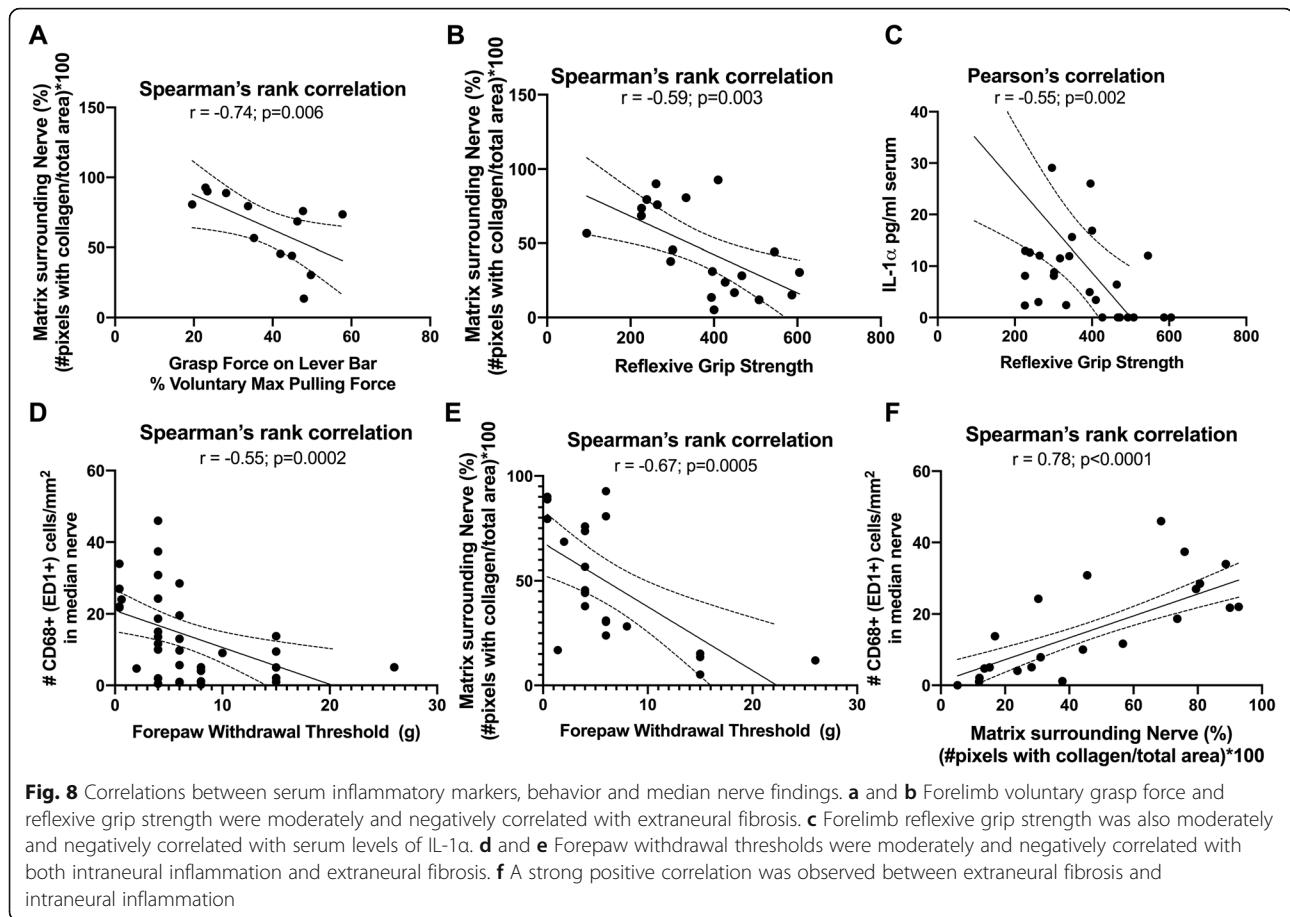 A
Spearman's rank correlation
r = -0.74; p=0.006
Matrix surrounding Nerve (%)
(#pixels with collagen/total area)*100
150
100
50
0
0 20 40 60 80
Grasp Force on Lever Bar
% Voluntary Max Pulling Force
B
Spearman's rank correlation
r = -0.59; p=0.003
Matrix surrounding Nerve (%)
(#pixels with collagen/total area)*100
150
100
50
0
0 200 400 600 800
Reflexive Grip Strength
C
Pearson's correlation
r = -0.55; p=0.002
IL-1α pg/ml serum
40
30
20
10
0
0 200 400 600 800
Reflexive Grip Strength
D
Spearman's rank correlation
r = -0.55; p=0.0002
# CD68+ (ED1+) cells/mm²
in median nerve
60
40
20
0
0 10 20 30
Forepaw Withdrawal Threshold (g)
E
Spearman's rank correlation
r = -0.67; p=0.0005
Matrix surrounding Nerve (%)
(#pixels with collagen/total area)*100
100
50
0
0 10 20 30
Forepaw Withdrawal Threshold (g)
F
Spearman's rank correlation
r = 0.78; p<0.0001
# CD68+ (ED1+) cells/mm²
in median nerve
60
40
20
0
0 20 40 60 80 100
Matrix surrounding Nerve (%)
(#pixels with collagen/total area)*100
Fig. 8 Correlations between serum inflammatory markers, behavior and median nerve findings. a and b Forelimb voluntary grasp force and
reflexive grip strength were moderately and negatively correlated with extraneural fibrosis. c Forelimb reflexive grip strength was also moderately
and negatively correlated with serum levels of IL-1α. d and e Forepaw withdrawal thresholds were moderately and negatively correlated with
both intraneural inflammation and extraneural fibrosis. f A strong positive correlation was observed between extraneural fibrosis and
intraneural inflammation